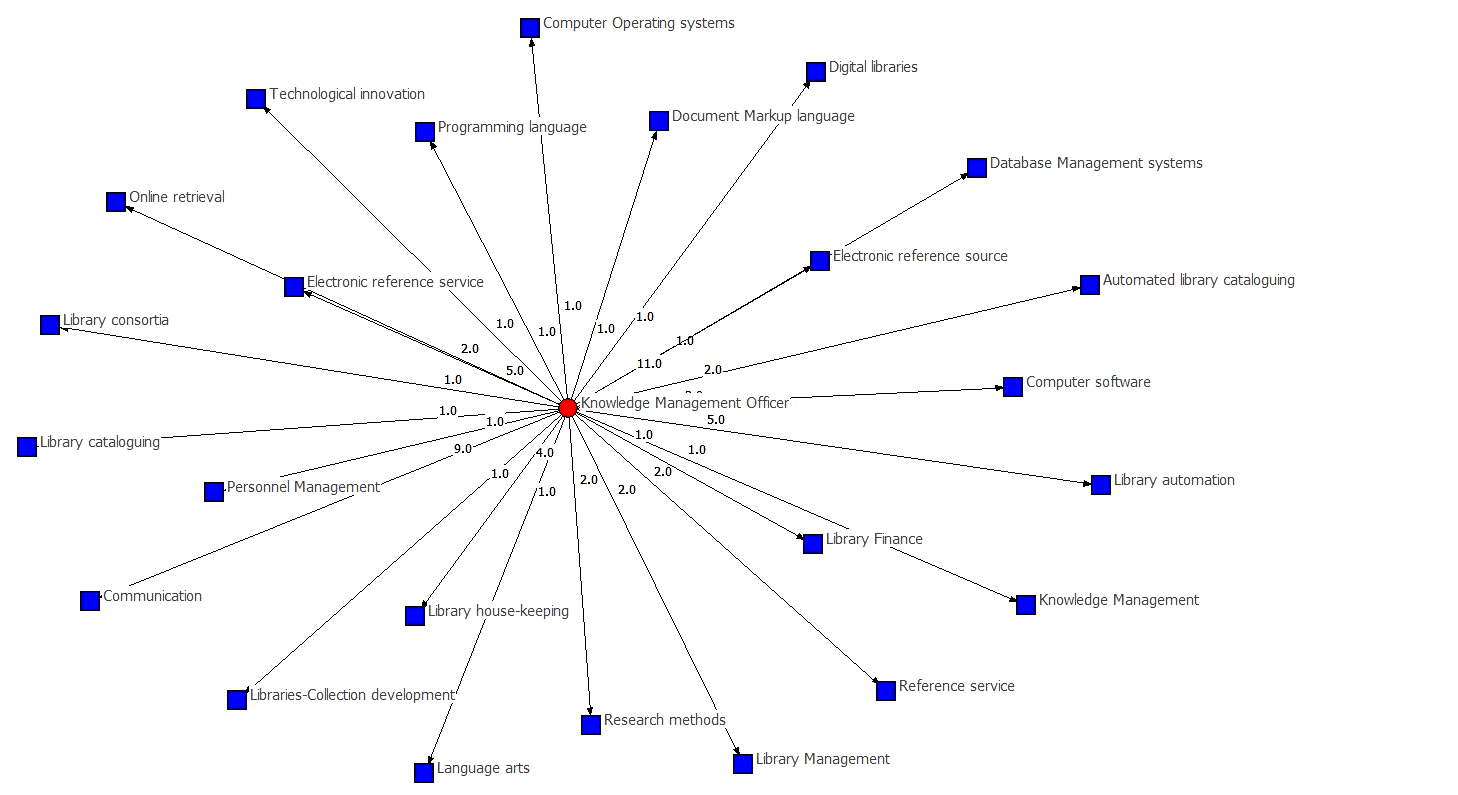 Computer Operating systems
Digital libraries
Technological innovation
Document Markup language
Programming language
Database Management systems
Online retrieval
Electronic reference source
Electronic reference service
Automated library cataloguing
1.0
Library consortia
1.0
1.0
1.0
1.0
1.0
2.0
11.0
5.0
2.0
1.0
Computer software
Knowledge Management Officer
1.0
1.0
5.0
1.0
Library cataloguing
9.0
4.0
1.0
1.0
2.0
2.0
Library automation
Personnel Management
1.0
2.0
Library Finance
Communication
Knowledge Management
Library house-keeping
Reference service
Libraries-Collection development
Research methods
Library Management
Language arts